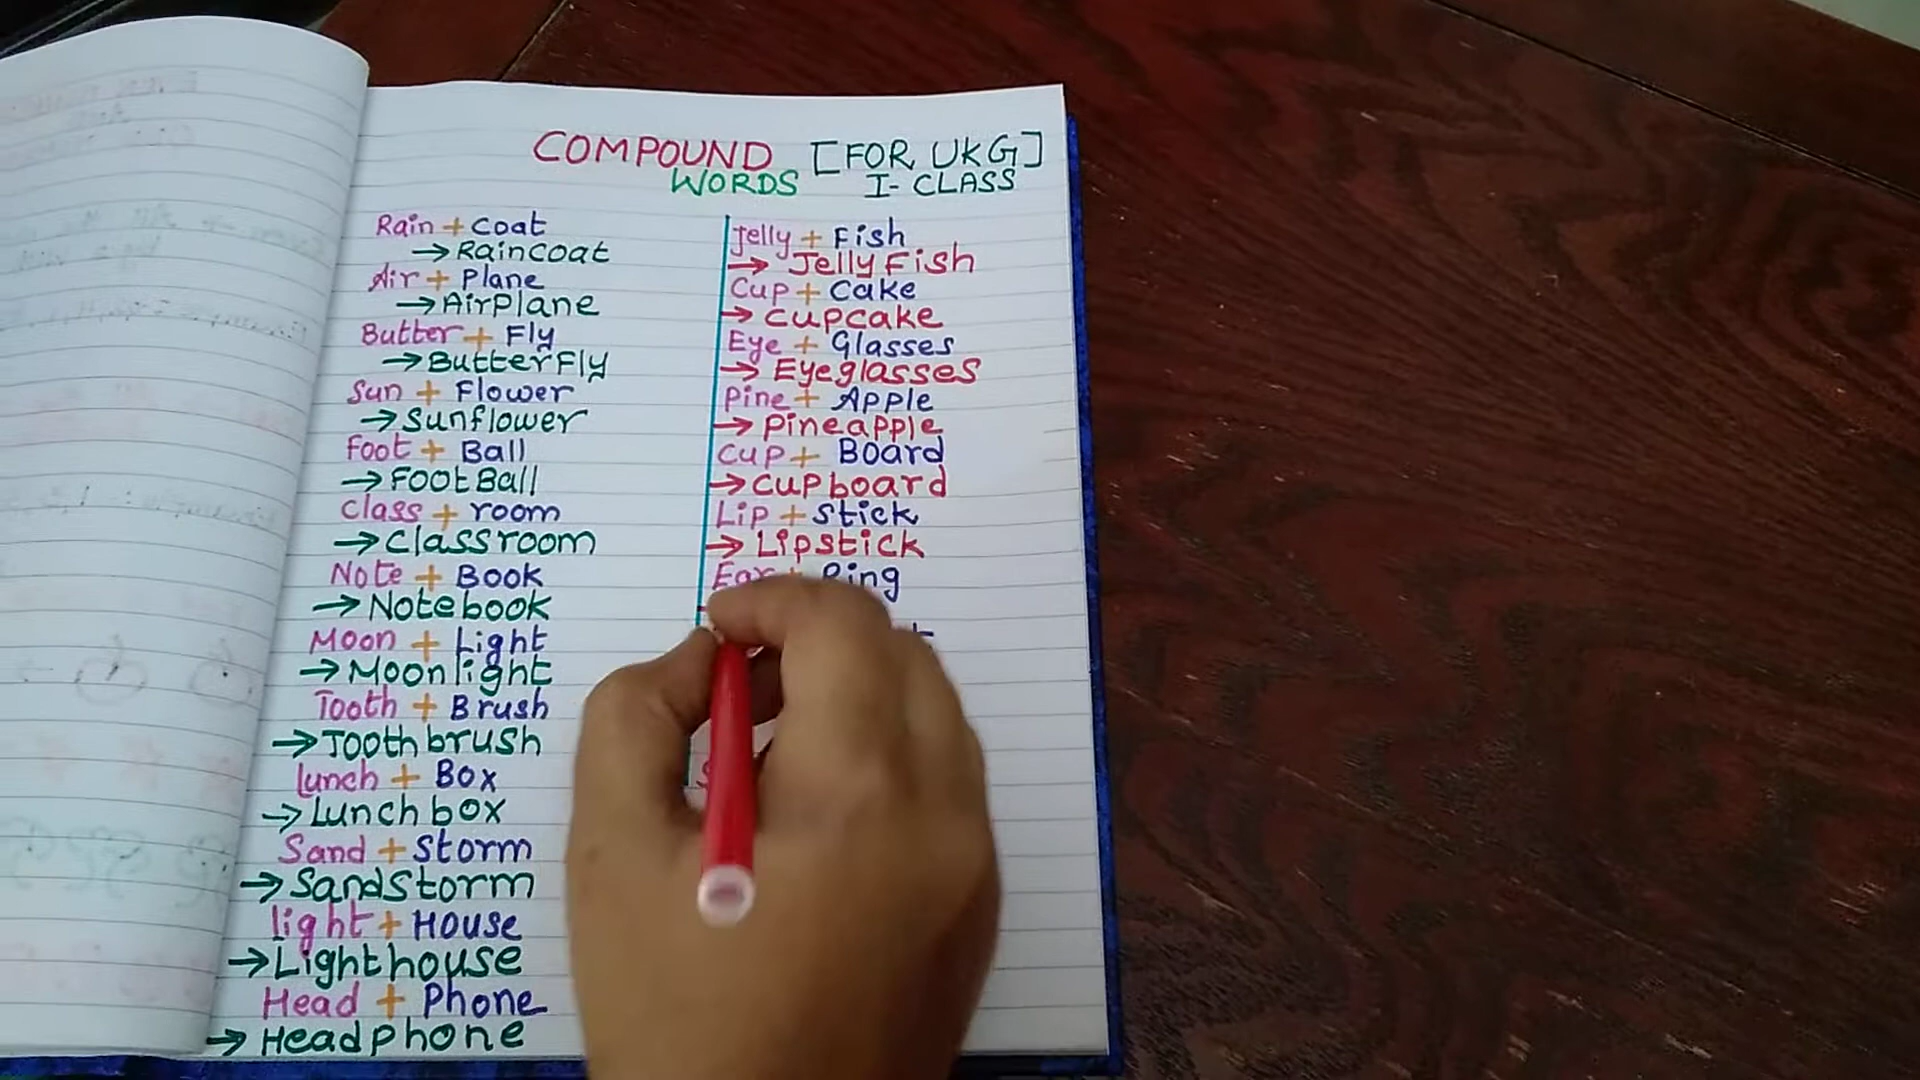 COMPOUND [FOR UKG]
WORDS I-CLASS
Rain + coat
→ Raincoat
Air + Plane
→ AirPlane
Butter + Fly
→ ButterFly
Sun + Flower
→ Sunflower
Foot + Ball
→ FootBall
Class + room
→ Classroom
Note + Book
→ Notebook
Moon + Light
→ Moonlight
Tooth + Brush
→ Toothbrush
Lunch + Box
→ Lunchbox
Sand + Storm
→ Sandstorm
light + House
→ Lighthouse
Head + Phone
→ Headphone
Jelly + Fish
→ JellyFish
Cup + Cake
→ cupcake
Eye + Glasses
→ Eyeglasses
Pine + Apple
→ Pineapple
Cup + Board
→ cupboard
Lip + Stick
→ Lipstick
Ear + Ring